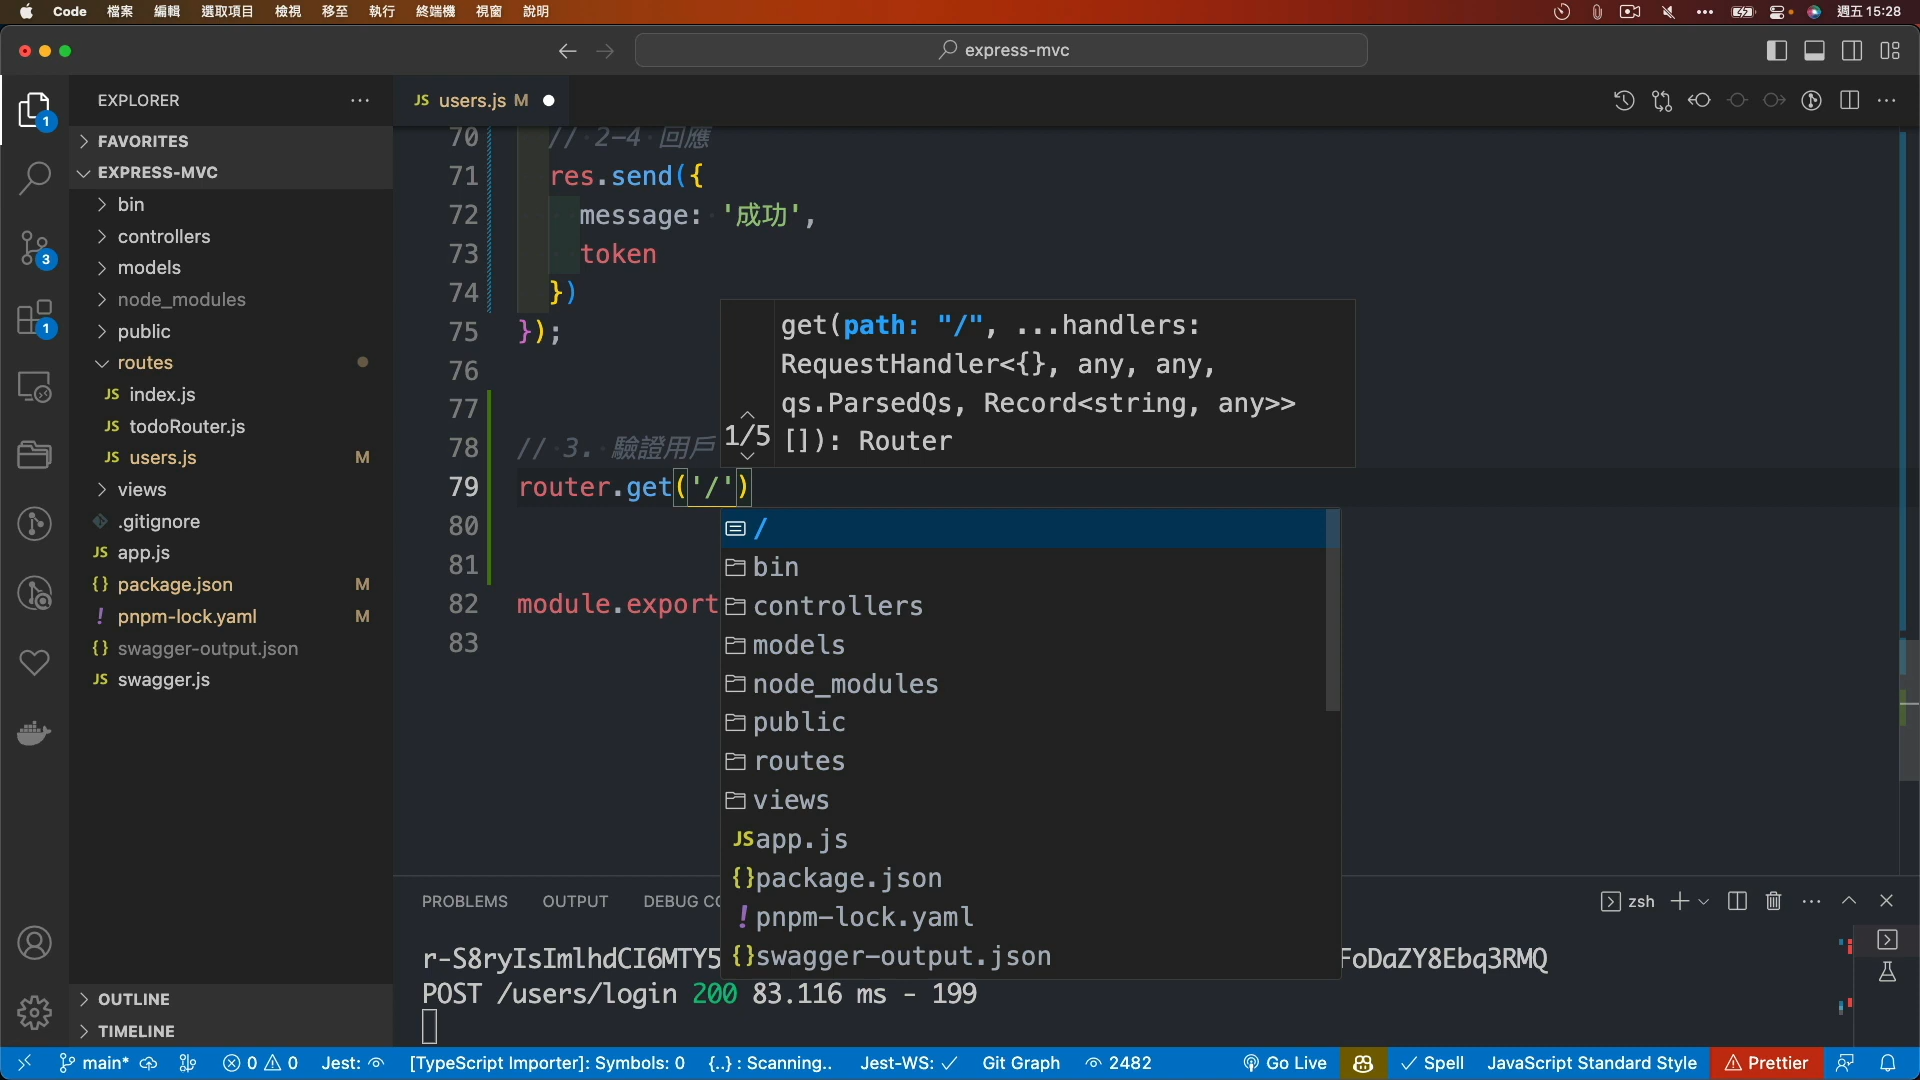 Code 檔案 編輯 選取項目 檢視 移至 執行 終端機 視窗 說明 週五 15:28
express-mvc
EXPLORER
FAVORITES
EXPRESS-MVC
bin
controllers
models
node_modules
public
routes
JS index.js
JS todoRouter.js
JS users.js M
views
.gitignore
JS app.js
{} package.json M
! pnpm-lock.yaml M
{} swagger-output.json
JS swagger.js
OUTLINE
TIMELINE
1
3
1
JS users.js M
70 // 2-4 回應
71 res.send({
72 message: '成功',
73 token
74 })
75 });
76
77
78 // 3. 驗證用戶
79 router.get('/')
80
81
82 module.export
83
get(path: "/", ...handlers:
RequestHandler<{}, any, any,
qs.ParsedQs, Record<string, any>>
[]): Router
1/5
/
bin
controllers
models
node_modules
public
routes
views
JS app.js
{} package.json
! pnpm-lock.yaml
{} swagger-output.json
PROBLEMS OUTPUT DEBUG CO zsh
r-S8ryIsImlhdCI6MTY5 FoDaZY8Ebq3RMQ
POST /users/login 200 83.116 ms - 199
main* 0 0 Jest: [TypeScript Importer]: Symbols: 0 {..} : Scanning.. Jest-WS: Git Graph 2482 Go Live Spell JavaScript Standard Style Prettier